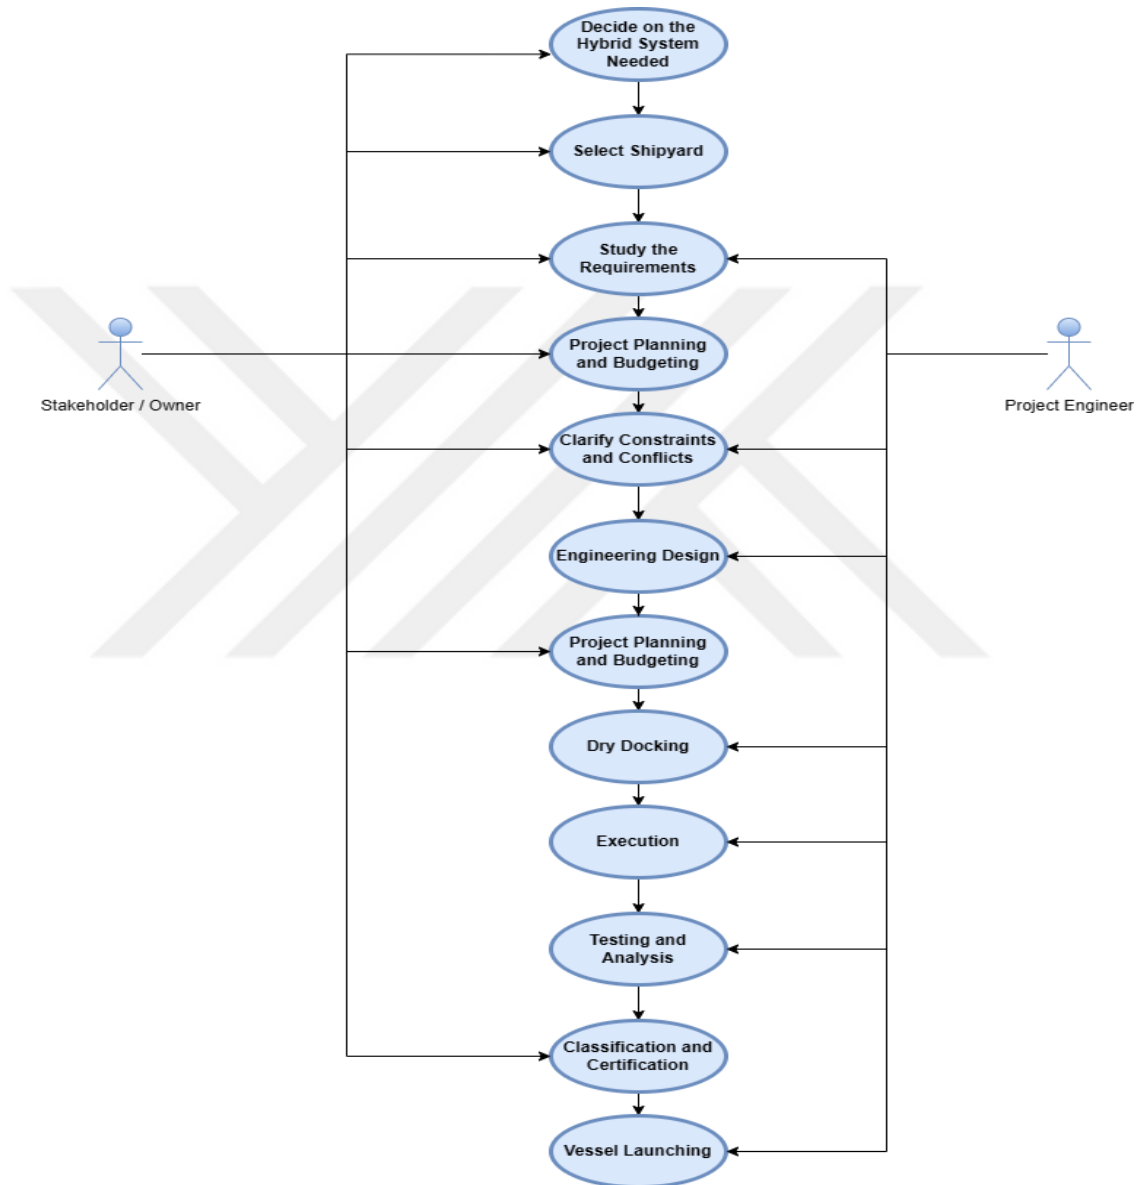 Decide on the
Hybrid System
Needed
Select Shipyard
Study the
Requirements
Project Planning
and Budgeting
Stakeholder / Owner
Project Engineer
Clarify Constraints
and Conflicts
Engineering Design
Project Planning
and Budgeting
Dry Docking
Execution
Testing and
Analysis
Classification and
Certification
Vessel Launching